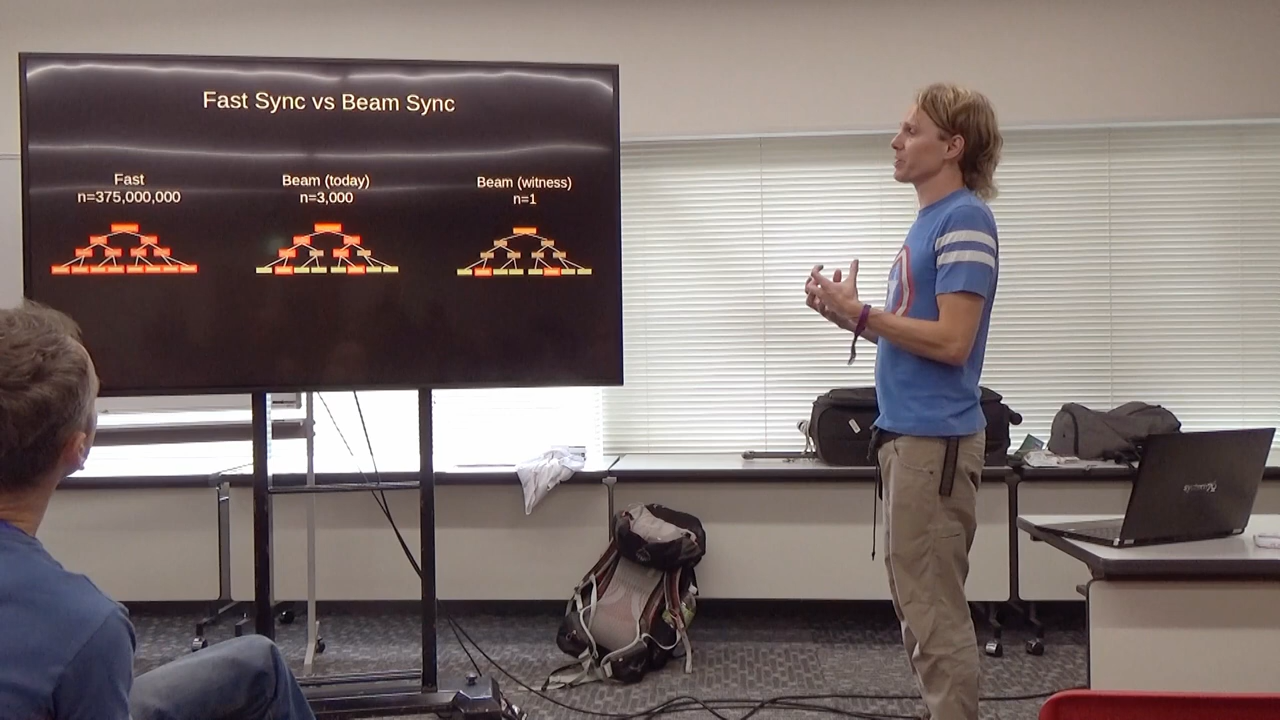 Fast Sync vs Beam Sync
Fast
n=375,000,000
Beam (today)
n=3,000
Beam (witness)
n=1